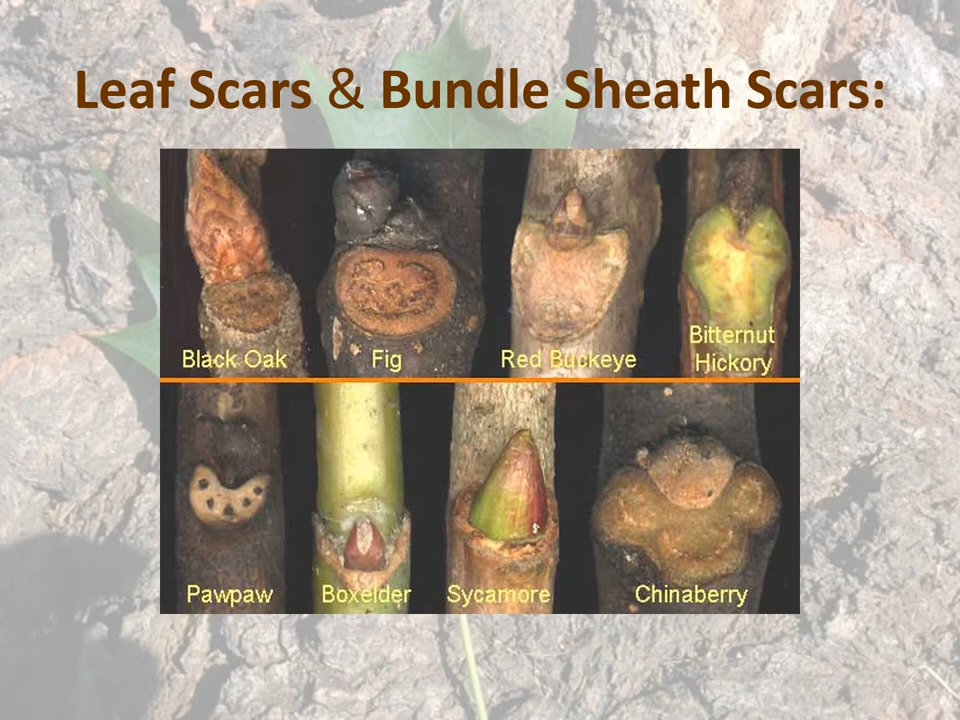 Leaf Scars & Bundle Sheath Scars:
Black Oak
Fig
Red Buckeye
Bitternut
Hickory
Pawpaw
Boxelder
Sycamore
Chinaberry